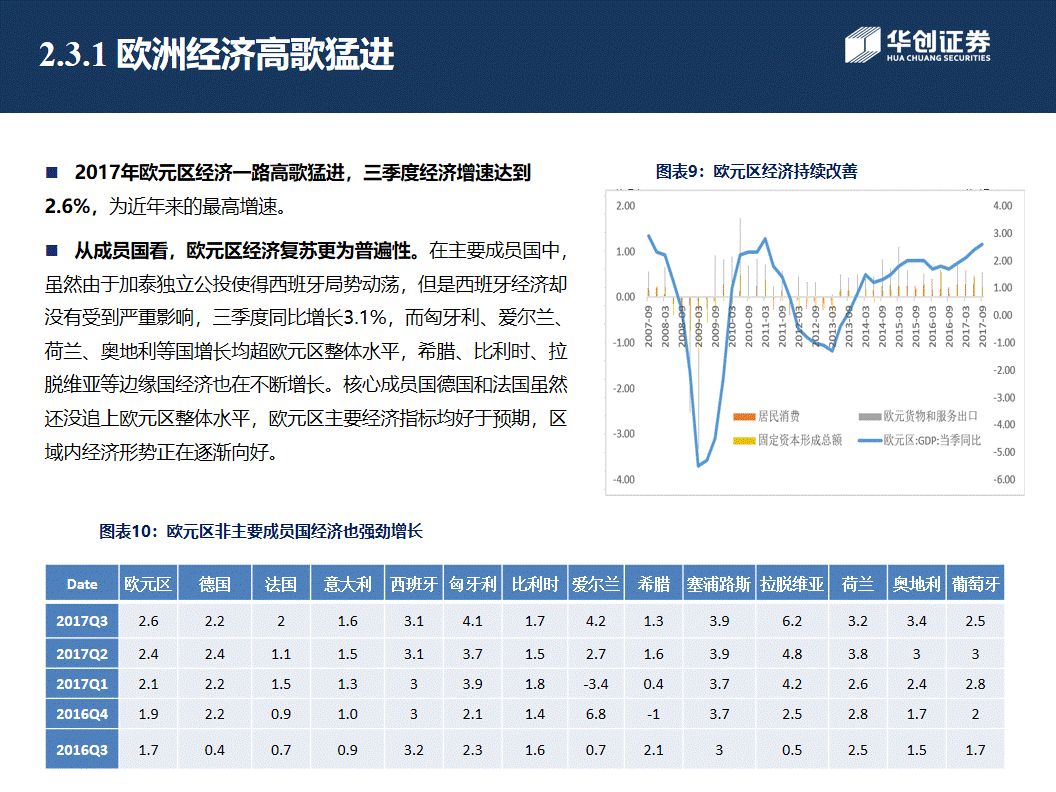 2.3.1 欧洲经济高歌猛进
华创证券
HUA CHUANG SECURITIES
■ 2017年欧元区经济一路高歌猛进，三季度经济增速达到
2.6%，为近年来的最高增速。
■ 从成员国看，欧元区经济复苏更为普遍性。在主要成员国中，
虽然由于加泰独立公投使得西班牙局势动荡，但是西班牙经济却
没有受到严重影响，三季度同比增长3.1%，而匈牙利、爱尔兰、
荷兰、奥地利等国增长均超欧元区整体水平，希腊、比利时、拉
脱维亚等边缘国经济也在不断增长。核心成员国德国和法国虽然
还没追上欧元区整体水平，欧元区主要经济指标均好于预期，区
域内经济形势正在逐渐向好。
图表9：欧元区经济持续改善
2.00
1.00
0.00
-1.00
-2.00
-3.00
-4.00
4.00
3.00
2.00
1.00
0.00
-1.00
-2.00
-3.00
-4.00
-5.00
-6.00
2007-09
2008-03
2008-09
2009-03
2009-09
2010-03
2010-09
2011-03
2011-09
2012-03
2012-09
2013-03
2013-09
2014-03
2014-09
2015-03
2015-09
2016-03
2016-09
2017-03
2017-09
居民消费
欧元货物和服务出口
固定资本形成总额
欧元区:GDP:当季同比
图表10：欧元区非主要成员国经济也强劲增长
Date 欧元区 德国 法国 意大利 西班牙 匈牙利 比利时 爱尔兰 希腊 塞浦路斯 拉脱维亚 荷兰 奥地利 葡萄牙
2017Q3 2.6 2.2 2 1.6 3.1 4.1 1.7 4.2 1.3 3.9 6.2 3.2 3.4 2.5
2017Q2 2.4 2.4 1.1 1.5 3.1 3.7 1.5 2.7 1.6 3.9 4.8 3.8 3 3
2017Q1 2.1 2.2 1.5 1.3 3 3.9 1.8 -3.4 0.4 3.7 4.2 2.6 2.4 2.8
2016Q4 1.9 2.2 0.9 1.0 3 2.1 1.4 6.8 -1 3.7 2.5 2.8 1.7 2
2016Q3 1.7 0.4 0.7 0.9 3.2 2.3 1.6 0.7 2.1 3 0.5 2.5 1.5 1.7